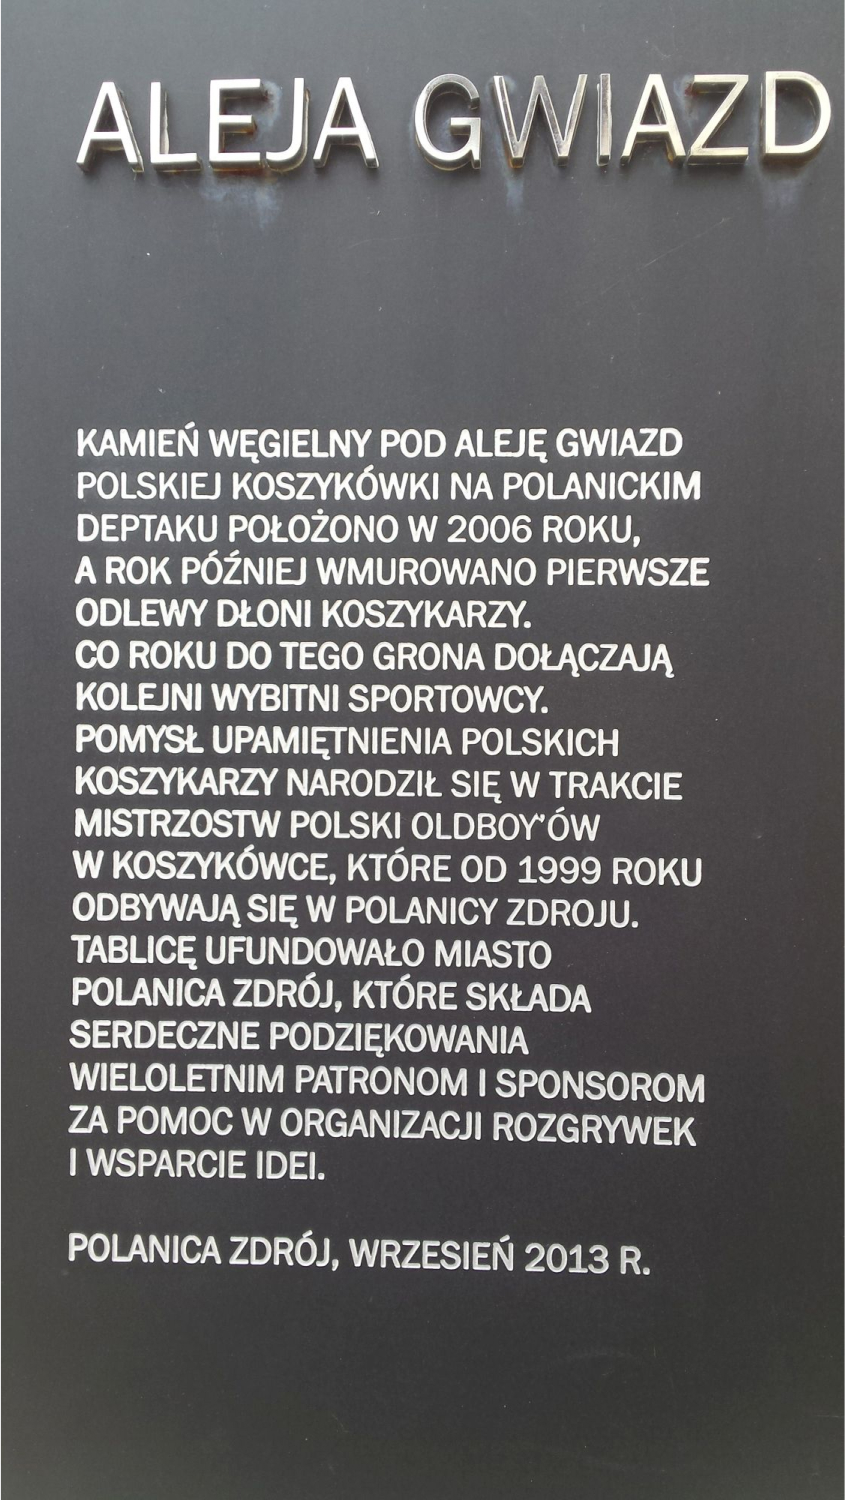 ALEJA GWIAZD
KAMIEŃ WĘGIELNY POD ALEJĘ GWIAZD
POLSKIEJ KOSZYKÓWKI NA POLANICKIM
DEPTAKU POŁOŻONO W 2006 ROKU,
A ROK PÓŹNIEJ WMUROWANO PIERWSZE
ODLEWY DŁONI KOSZYKARZY.
CO ROKU DO TEGO GRONA DOŁĄCZAJĄ
KOLEJNI WYBITNI SPORTOWCY.
POMYSŁ UPAMIĘTNIENIA POLSKICH
KOSZYKARZY NARODZIŁ SIĘ W TRAKCIE
MISTRZOSTW POLSKI OLDBOY'ÓW
W KOSZYKÓWCE, KTÓRE OD 1999 ROKU
ODBYWAJĄ SIĘ W POLANICY ZDROJU.
TABLICĘ UFUNDOWAŁO MIASTO
POLANICA ZDRÓJ, KTÓRE SKŁADA
SERDECZNE PODZIĘKOWANIA
WIELOLETNIM PATRONOM I SPONSOROM
ZA POMOC W ORGANIZACJI ROZGRYWEK
I WSPARCIE IDEI.
POLANICA ZDRÓJ, WRZESIEŃ 2013 R.